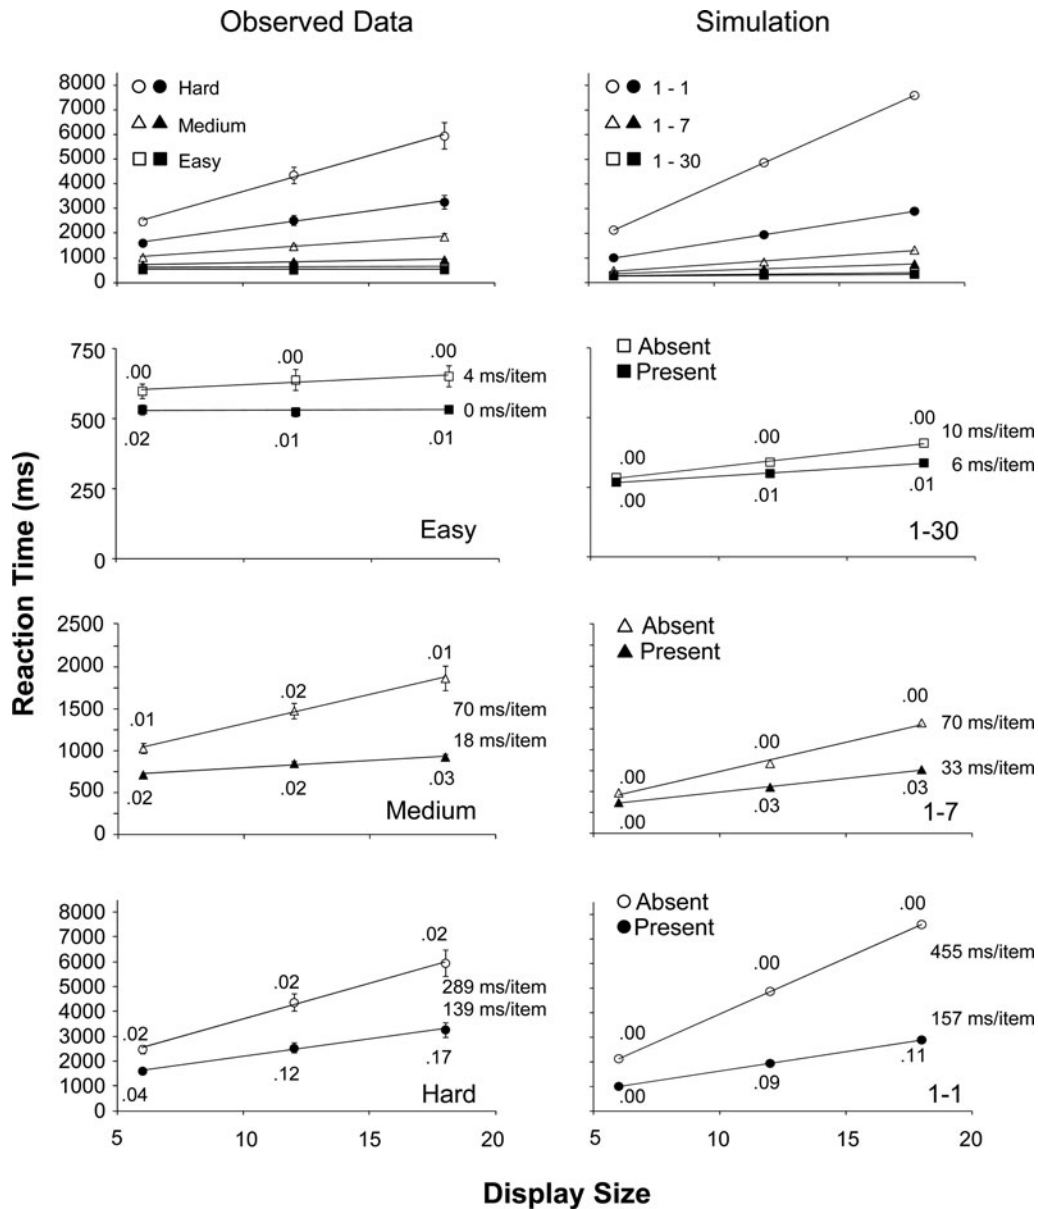 Observed Data
Simulation
Reaction Time (ms)
8000
7000
6000
5000
4000
3000
2000
1000
0
Hard
Medium
Easy
1 - 1
1 - 7
1 - 30
750
500
250
0
.00
.00
.00
4 ms/item
0 ms/item
.02
.01
.01
Easy
Absent
Present
.00
.00
.00
10 ms/item
6 ms/item
.00
.01
.01
1-30
2500
2000
1500
1000
500
0
.01
.02
.01
70 ms/item
18 ms/item
.02
.02
.03
Medium
Absent
Present
.00
.00
.00
70 ms/item
33 ms/item
.00
.03
.03
1-7
8000
7000
6000
5000
4000
3000
2000
1000
0
.02
.02
.02
289 ms/item
139 ms/item
.04
.12
.17
Hard
5
10
15
20
Absent
Present
.00
.00
.00
455 ms/item
157 ms/item
.00
.09
.11
1-1
5
10
15
20
Display Size